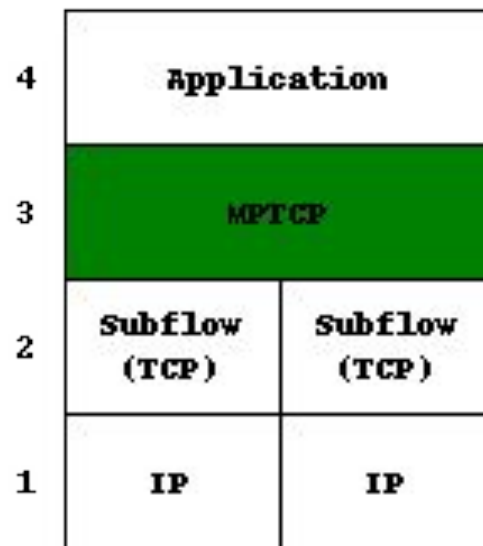 4 Application
3 MPTCP
Subflow Subflow
2
(TCP) (TCP)
1 IP IP